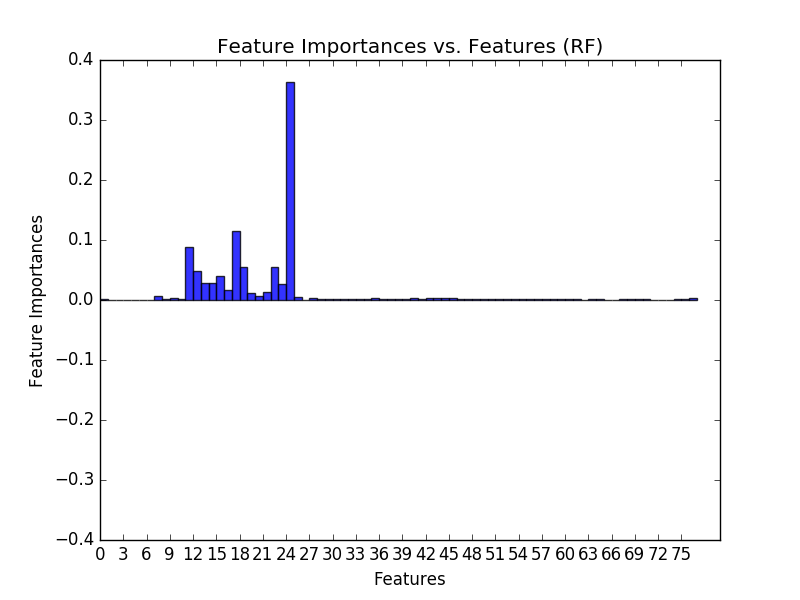 Feature Importances vs. Features (RF)
0.4
0.3
0.2
0.1
0.0
−0.1
−0.2
−0.3
−0.4
Feature Importances
0 3 6 9 12 15 18 21 24 27 30 33 36 39 42 45 48 51 54 57 60 63 66 69 72 75
Features